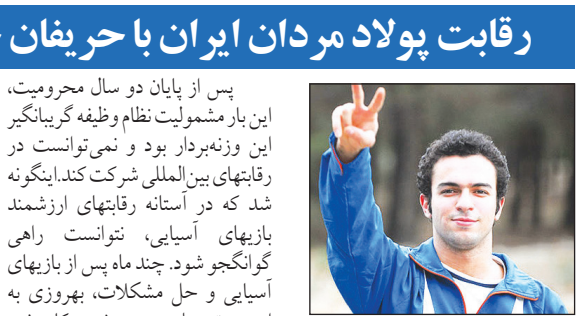 رقابت پولاد مردان ایران با حریفان
پس از پایان دو سال محرومیت،
این بار مشمولیت نظام وظیفه گریبانگیر
این وزنه‌بردار بود و نمی‌توانست در
رقابتهای بین‌المللی شرکت کند.اینگونه
شد که در آستانه رقابتهای ارزشمند
بازیهای آسیایی، نتوانست راهی
گوانگجو شود. چند ماه پس از بازیهای
آسیایی و حل مشکلات، بهروزی به